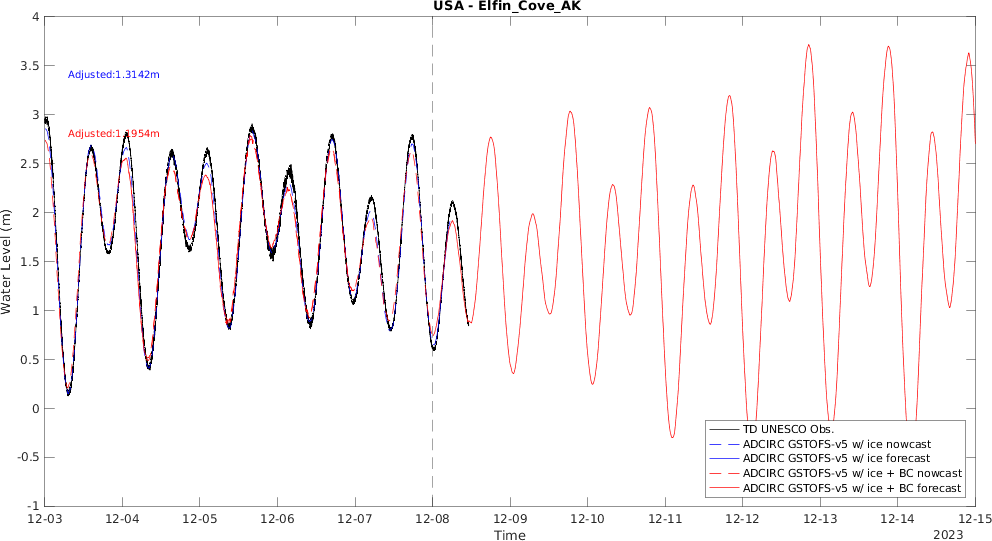 USA - Elfin_Cove_AK
4
3.5
3
2.5
2
1.5
1
0.5
0
-0.5
-1
Water Level (m)
Adjusted:1.3142m
Adjusted:1.1954m
TD UNESCO Obs.
ADCIRC GSTOFS-v5 w/ ice nowcast
ADCIRC GSTOFS-v5 w/ ice forecast
ADCIRC GSTOFS-v5 w/ ice + BC nowcast
ADCIRC GSTOFS-v5 w/ ice + BC forecast
12-03 12-04 12-05 12-06 12-07 12-08 12-09 12-10 12-11 12-12 12-13 12-14 12-15
Time
2023